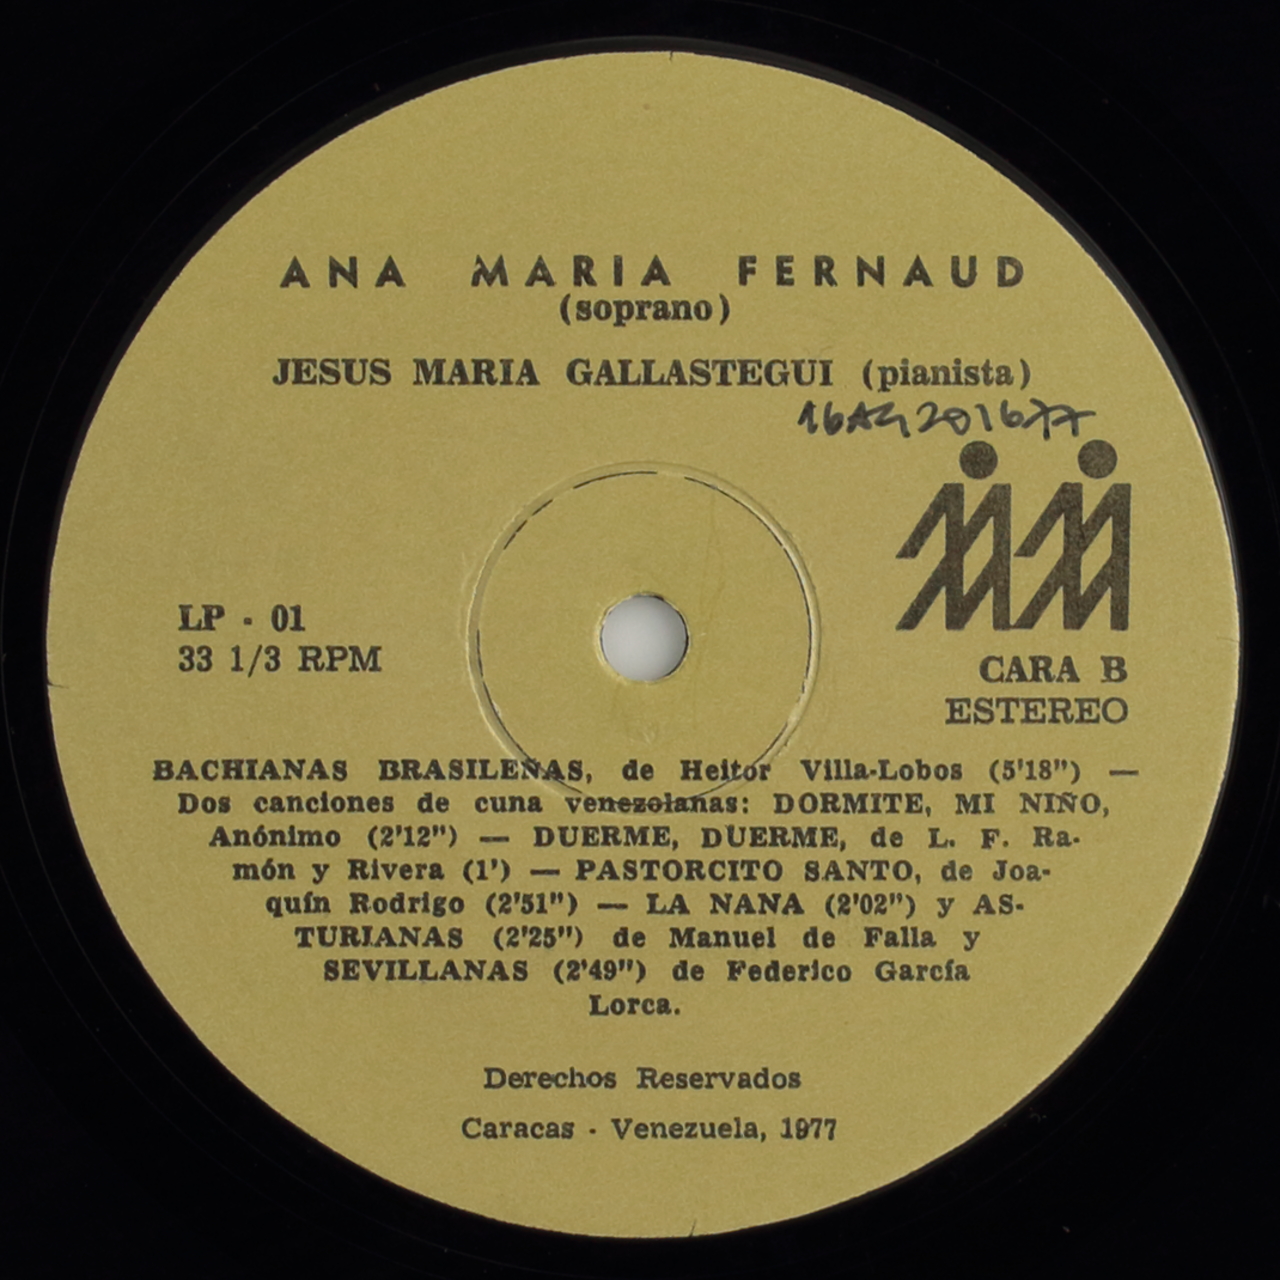 ANA MARIA FERNAUD
(soprano)
JESUS MARIA GALLASTEGUI (pianista)
LP - 01
33 1/3 RPM
CARA B
ESTEREO
BACHIANAS BRASILEÑAS, de Heitor Villa-Lobos (5'18") —
Dos canciones de cuna venezolanas: DORMITE, MI NIÑO,
Anónimo (2'12") — DUERME, DUERME, de L. F. Ra-
món y Rivera (1') — PASTORCITO SANTO, de Joa-
quín Rodrigo (2'51") — LA NANA (2'02") y AS-
TURIANAS (2'25") de Manuel de Falla y
SEVILLANAS (2'49") de Federico García
Lorca.
Derechos Reservados
Caracas - Venezuela, 1977